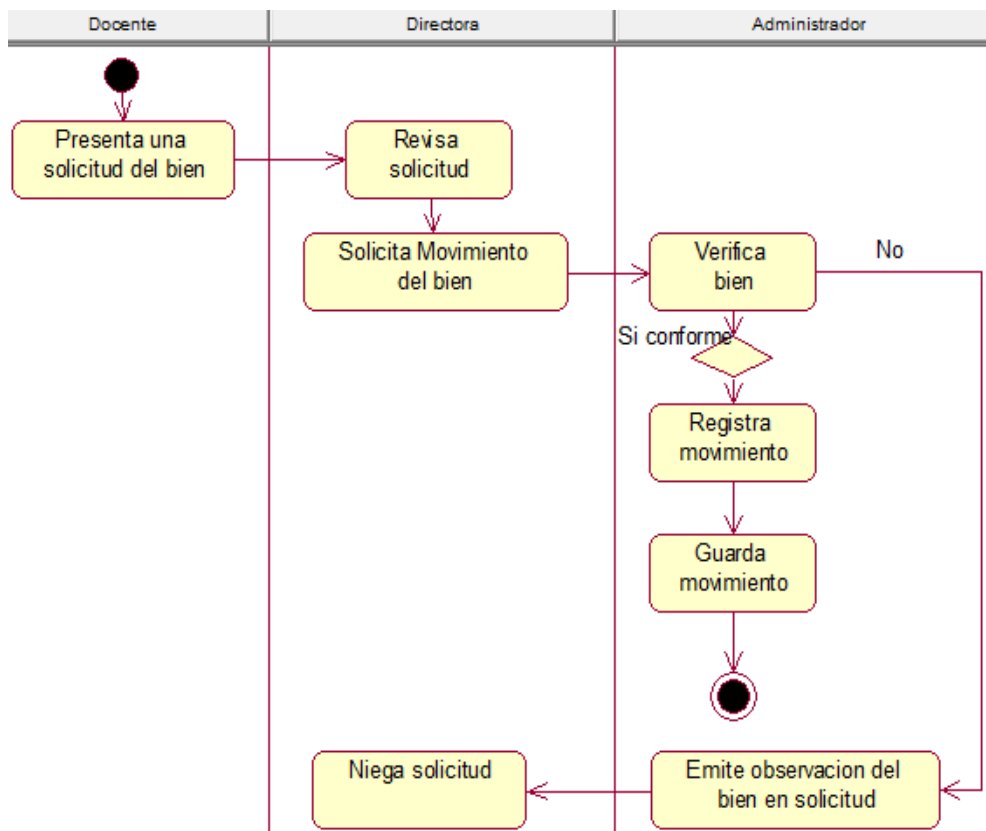 Docente
Directora
Administrador
Presenta una
solicitud del bien
Revisa
solicitud
Solicita Movimiento
del bien
Verifica
bien
No
Si conforme
Registra
movimiento
Guarda
movimiento
Niega solicitud
Emite observacion del
bien en solicitud